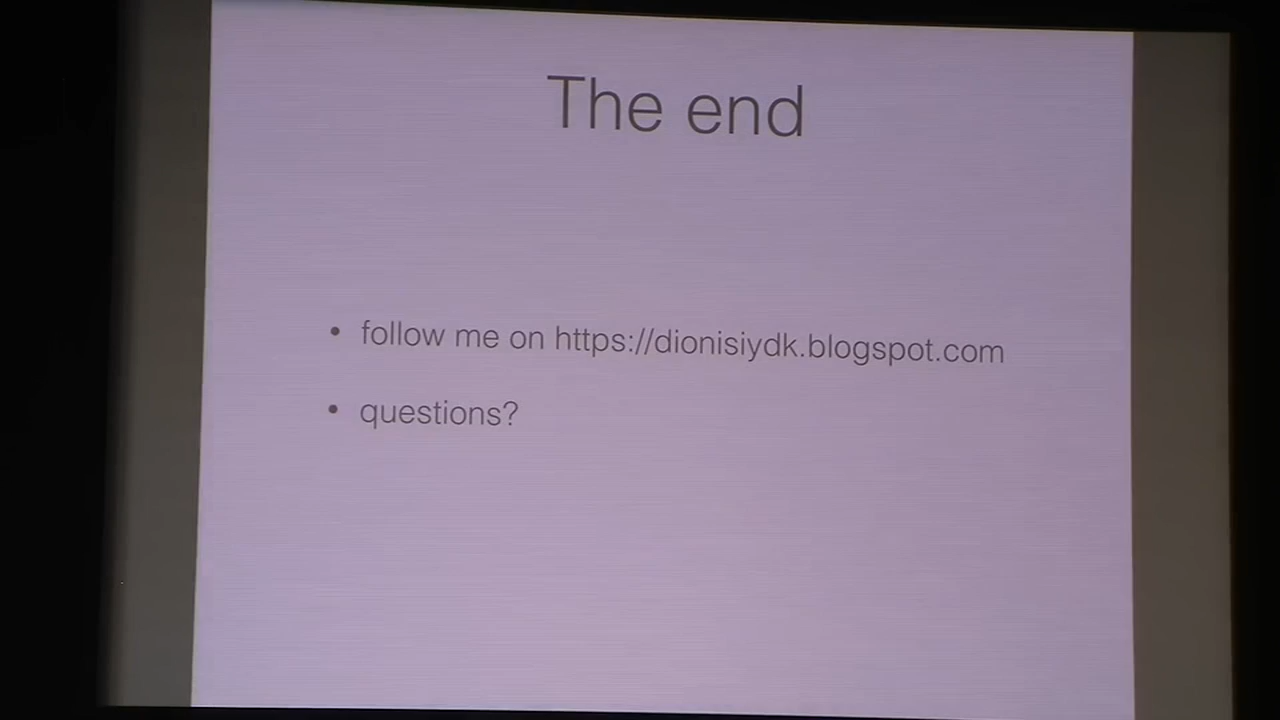 The end
• follow me on https://dionisiydk.blogspot.com
• questions?